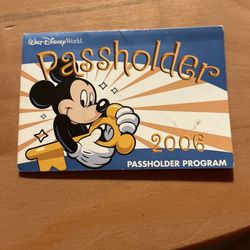 Walt Disney World
Passholder
2006
PASSHOLDER PROGRAM